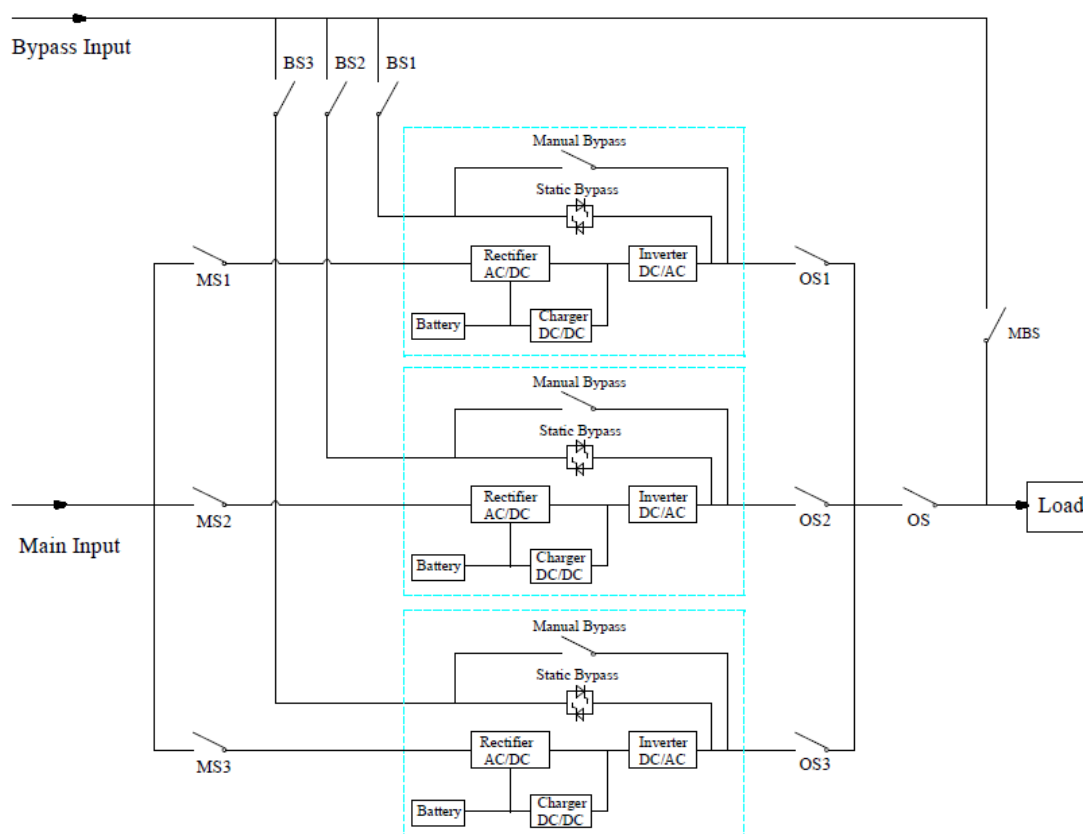 Bypass Input
BS3
BS2
BS1
Manual Bypass
Static Bypass
Rectifier
AC/DC
Inverter
DC/AC
MS1
OS1
Battery
Charger
DC/DC
MBS
Manual Bypass
Static Bypass
Rectifier
AC/DC
Inverter
DC/AC
MS2
OS2
OS
Load
Main Input
Battery
Charger
DC/DC
Manual Bypass
Static Bypass
Rectifier
AC/DC
Inverter
DC/AC
MS3
OS3
Battery
Charger
DC/DC